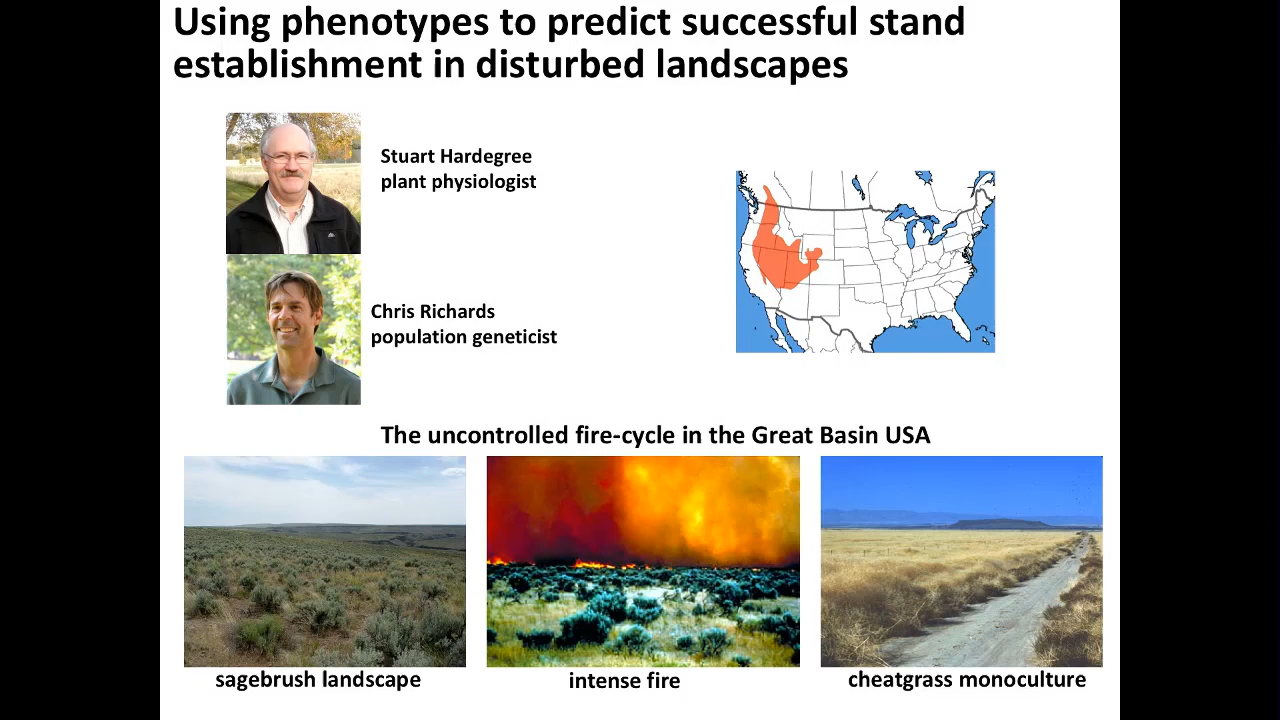 Using phenotypes to predict successful stand
establishment in disturbed landscapes
Stuart Hardegree
plant physiologist
Chris Richards
population geneticist
The uncontrolled fire-cycle in the Great Basin USA
sagebrush landscape
intense fire
cheatgrass monoculture